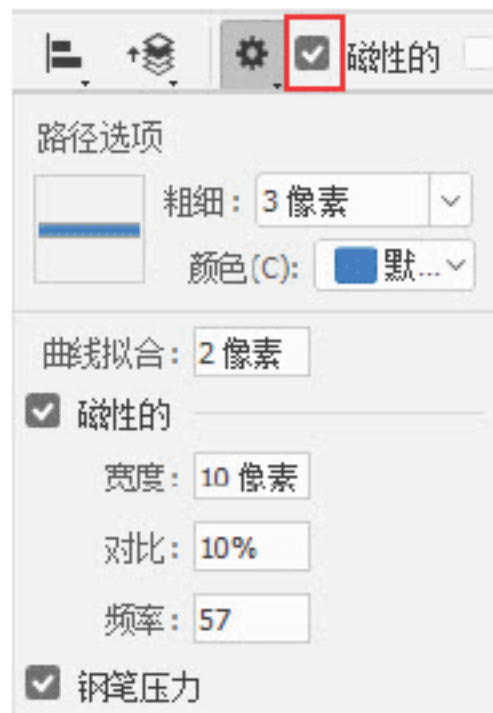 磁性的
路径选项
粗细： 3 像素
颜色(C)： 默...
曲线拟合： 2 像素
磁性的
宽度： 10 像素
对比： 10%
频率： 57
钢笔压力